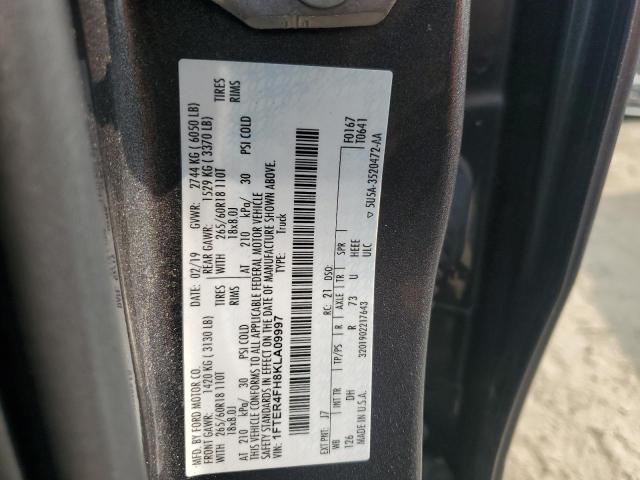 MFD. BY FORD MOTOR CO.
DATE: 02/19 GVWR: 2744 KG ( 6050 LB)
FRONT GAWR: 1420 KG ( 3130 LB) REAR GAWR: 1529 KG ( 3370 LB)
WITH 265/60R18 110T TIRES WITH 265/60R18 110T TIRES
18x8.0J RIMS 18x8.0J RIMS
AT 210 kPa/ 30 PSI COLD AT 210 kPa/ 30 PSI COLD
THIS VEHICLE CONFORMS TO ALL APPLICABLE FEDERAL MOTOR VEHICLE
SAFETY STANDARDS IN EFFECT ON THE DATE OF MANUFACTURE SHOWN ABOVE.
VIN: 1FTER4FH8KLA09997 TYPE: Truck
F0167
T0641
EXT PNT: J7 RC: 21 DSO:
WB INT TR TP/PS R AXLE TR SPR
126 DH R 73 U HEEE
ULC
MADE IN U.S.A. 3201902217643
▽ 5U5A-3520472-AA